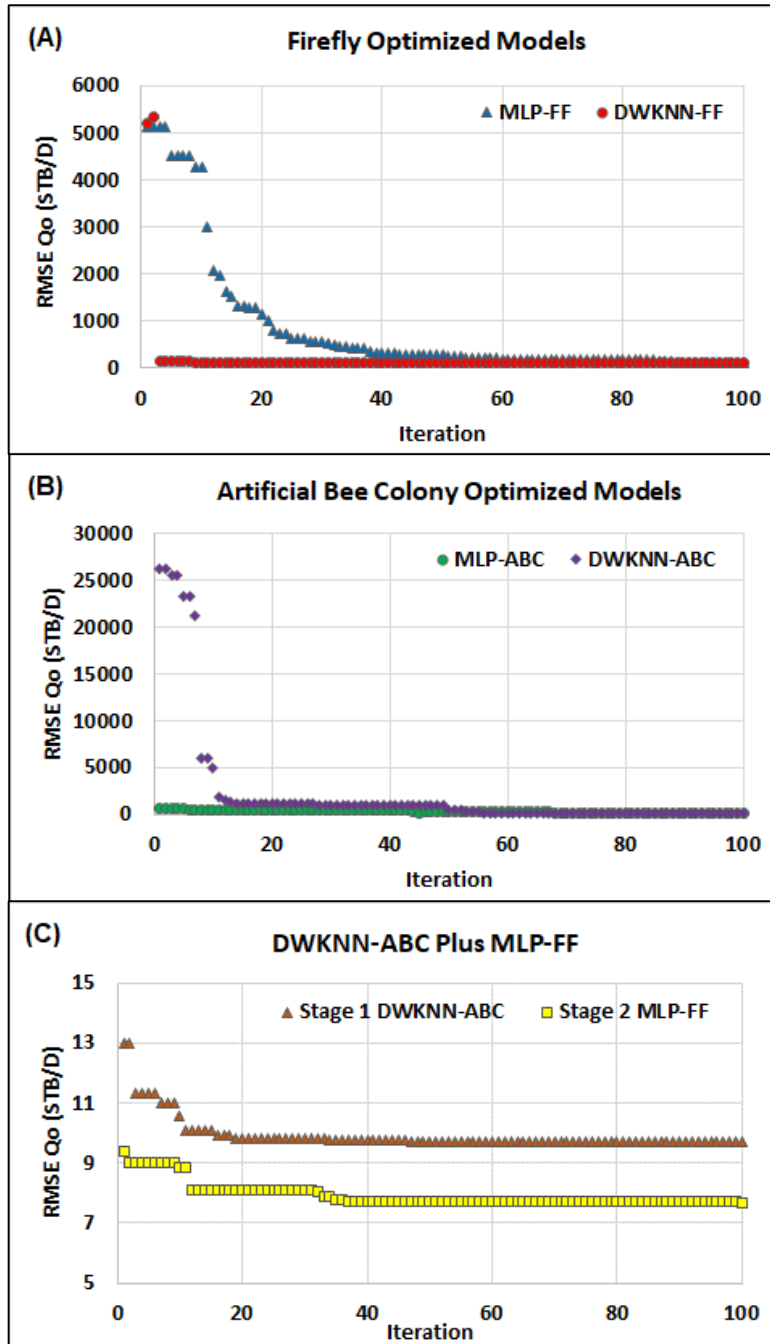 (A)
Firefly Optimized Models
6000
5000
4000
3000
2000
1000
0
RMSE Qo (STB/D)
MLP-FF
DWKNN-FF
0 20 40 60 80 100
Iteration
(B)
Artificial Bee Colony Optimized Models
30000
25000
20000
15000
10000
5000
0
RMSE Qo (STB/D)
MLP-ABC
DWKNN-ABC
0 20 40 60 80 100
Iteration
(C)
DWKNN-ABC Plus MLP-FF
15
13
11
9
7
5
RMSE Qo (STB/D)
Stage 1 DWKNN-ABC
Stage 2 MLP-FF
0 20 40 60 80 100
Iteration